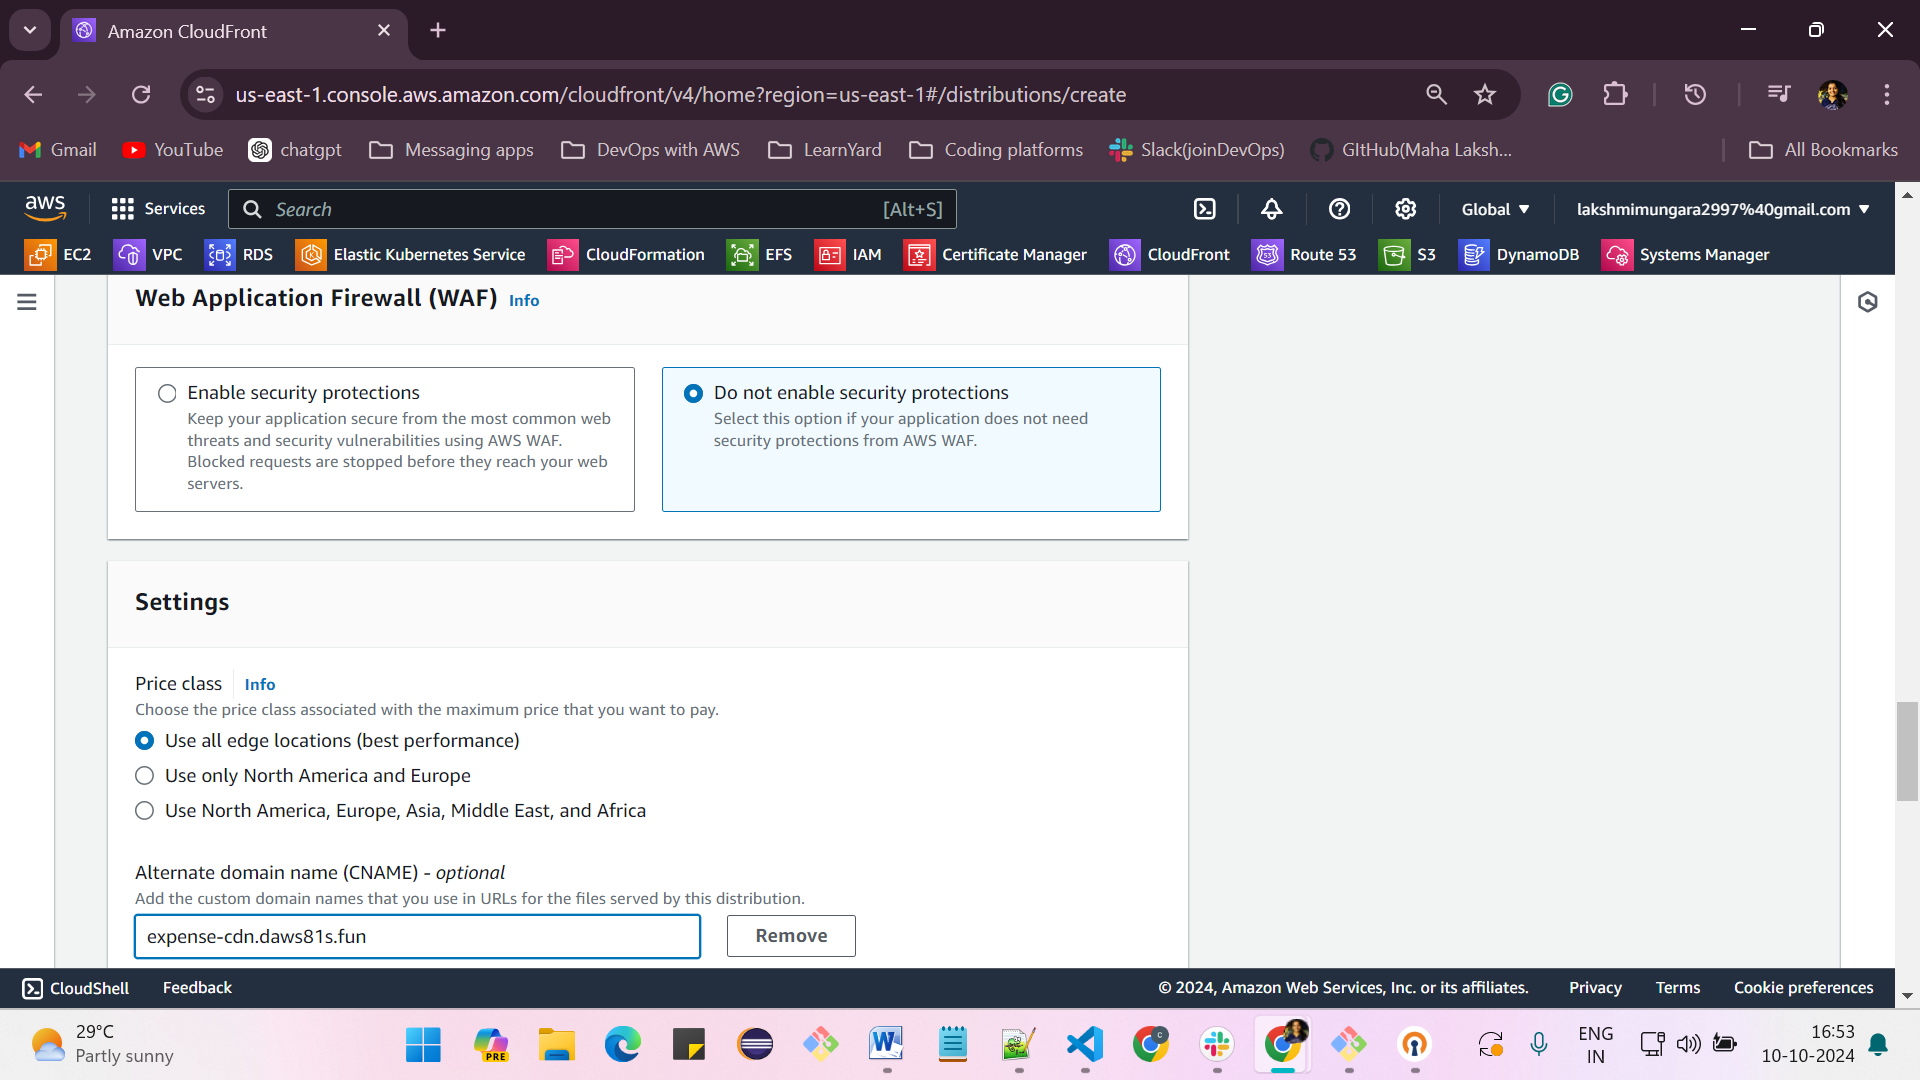 Amazon CloudFront
us-east-1.console.aws.amazon.com/cloudfront/v4/home?region=us-east-1#/distributions/create
Gmail YouTube chatgpt Messaging apps DevOps with AWS LearnYard Coding platforms Slack(joinDevOps) GItHub(Maha Laksh... All Bookmarks
aws Services Search [Alt+S] Global lakshmimungara2997%40gmail.com
EC2 VPC RDS Elastic Kubernetes Service CloudFormation EFS IAM Certificate Manager CloudFront Route 53 S3 DynamoDB Systems Manager
Web Application Firewall (WAF) Info
Enable security protections
Keep your application secure from the most common web
threats and security vulnerabilities using AWS WAF.
Blocked requests are stopped before they reach your web
servers.
Do not enable security protections
Select this option if your application does not need
security protections from AWS WAF.
Settings
Price class Info
Choose the price class associated with the maximum price that you want to pay.
Use all edge locations (best performance)
Use only North America and Europe
Use North America, Europe, Asia, Middle East, and Africa
Alternate domain name (CNAME) - optional
Add the custom domain names that you use in URLs for the files served by this distribution.
expense-cdn.daws81s.fun Remove
CloudShell Feedback © 2024, Amazon Web Services, Inc. or its affiliates. Privacy Terms Cookie preferences
29°C
Partly sunny
PRE
ENG
IN
16:53
10-10-2024